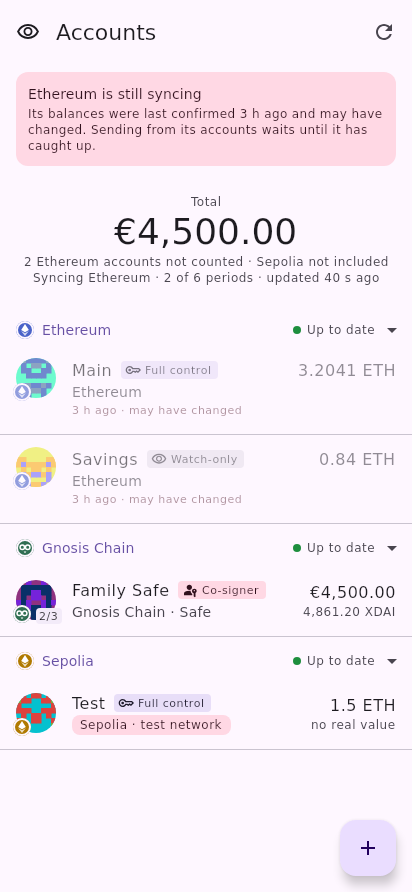 Accounts
Ethereum is still syncing
Its balances were last confirmed 3 h ago and may have
changed. Sending from its accounts waits until it has
caught up.
Total
€4,500.00
2 Ethereum accounts not counted · Sepolia not included
Syncing Ethereum · 2 of 6 periods · updated 40 s ago
Ethereum Up to date
Main Full control 3.2041 ETH
Ethereum
3 h ago · may have changed
Savings Watch-only 0.84 ETH
Ethereum
3 h ago · may have changed
Gnosis Chain Up to date
Family Safe Co-signer €4,500.00
2/3 Gnosis Chain · Safe 4,861.20 XDAI
Sepolia Up to date
Test Full control 1.5 ETH
Sepolia · test network no real value